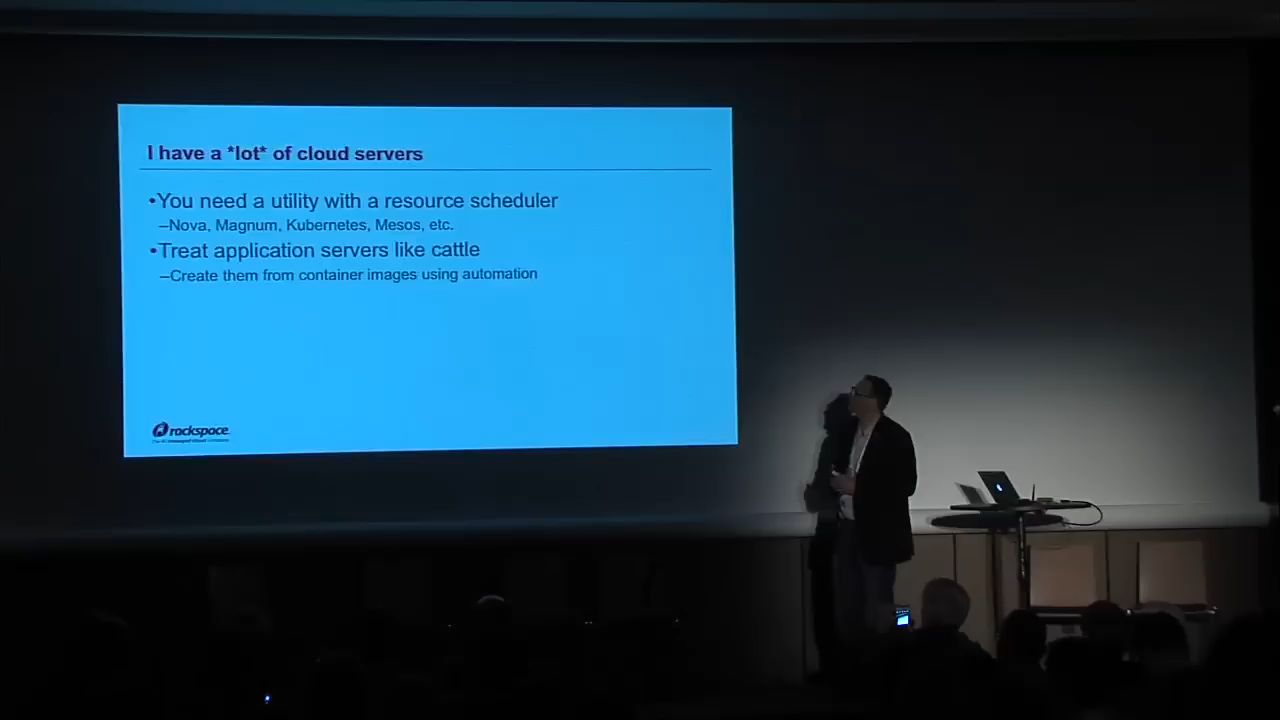 I have a *lot* of cloud servers
•You need a utility with a resource scheduler
–Nova, Magnum, Kubernetes, Mesos, etc.
•Treat application servers like cattle
–Create them from container images using automation
rackspace